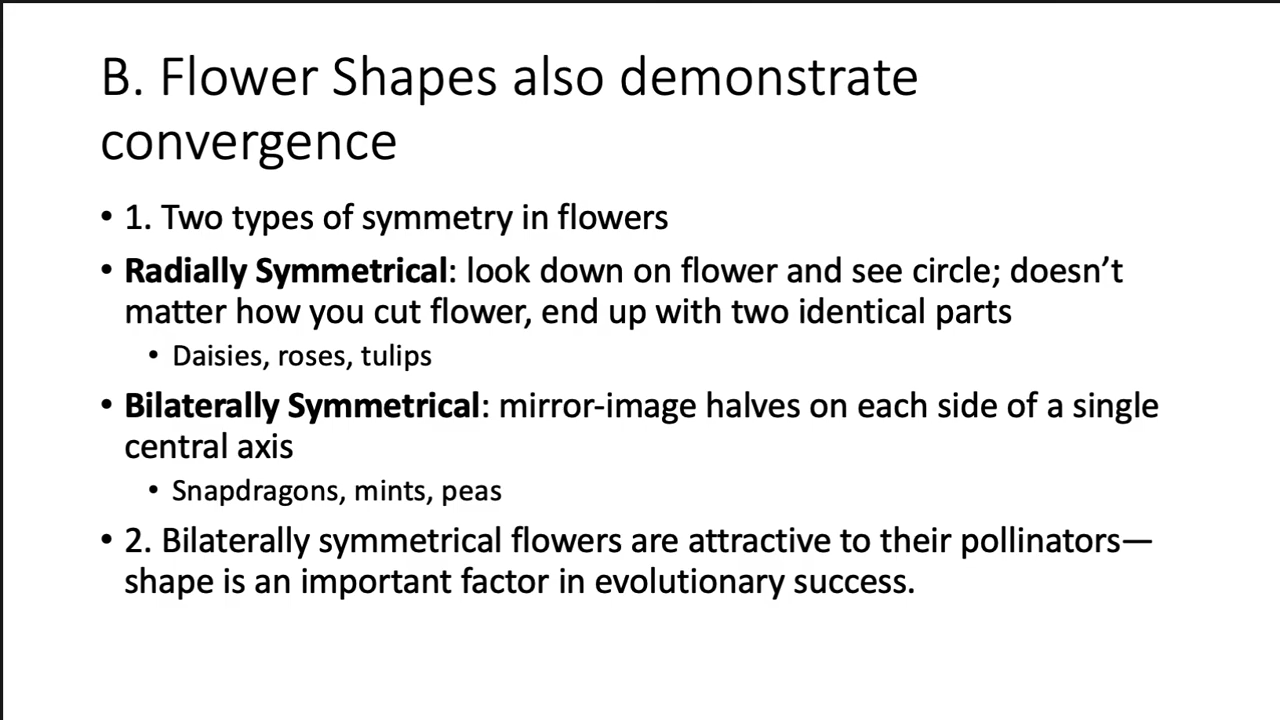 B. Flower Shapes also demonstrate
convergence
• 1. Two types of symmetry in flowers
• Radially Symmetrical: look down on flower and see circle; doesn’t
matter how you cut flower, end up with two identical parts
• Daisies, roses, tulips
• Bilaterally Symmetrical: mirror-image halves on each side of a single
central axis
• Snapdragons, mints, peas
• 2. Bilaterally symmetrical flowers are attractive to their pollinators—
shape is an important factor in evolutionary success.